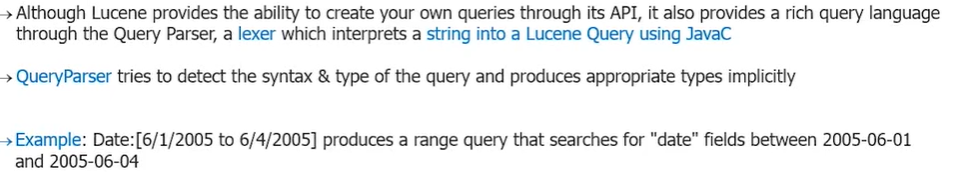 → Although Lucene provides the ability to create your own queries through its API, it also provides a rich query language
through the Query Parser, a lexer which interprets a string into a Lucene Query using JavaC
→ QueryParser tries to detect the syntax & type of the query and produces appropriate types implicitly
→ Example: Date:[6/1/2005 to 6/4/2005] produces a range query that searches for "date" fields between 2005-06-01
and 2005-06-04